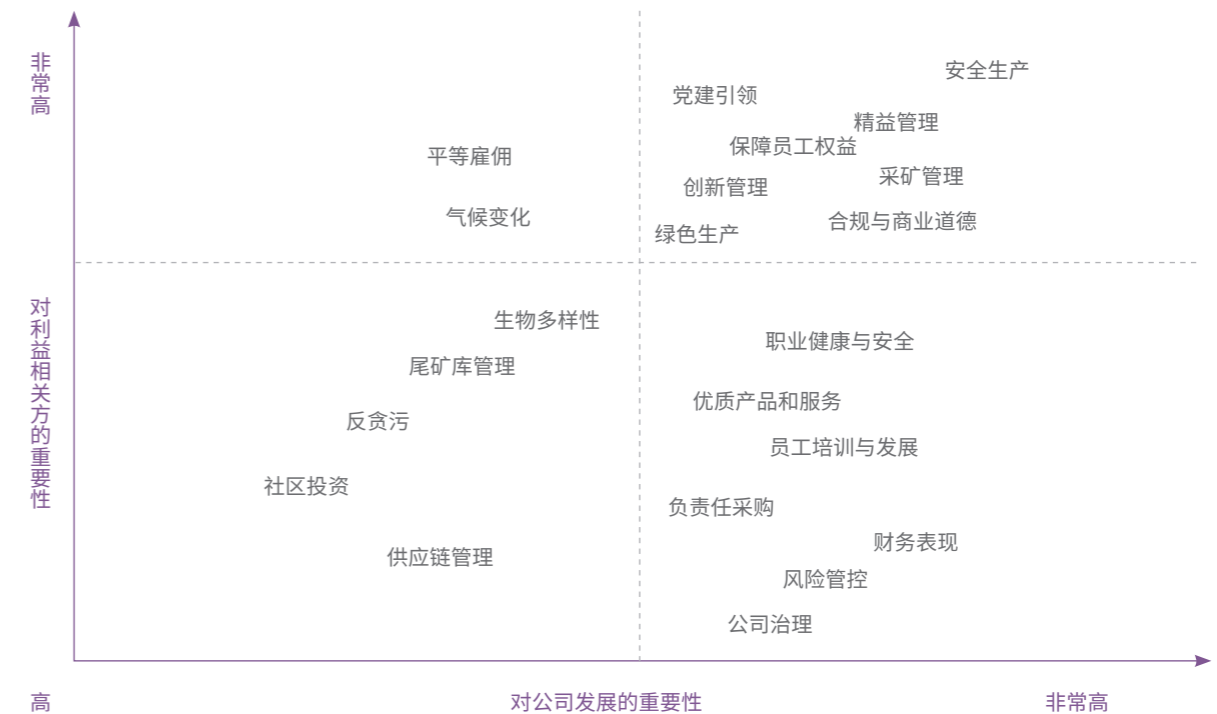 非常高
安全生产
党建引领
精益管理
保障员工权益
平等雇佣
采矿管理
创新管理
气候变化
合规与商业道德
绿色生产
对利益相关方的重要性
生物多样性
职业健康与安全
尾矿库管理
优质产品和服务
反贪污
员工培训与发展
社区投资
负责任采购
财务表现
供应链管理
风险管控
公司治理
高
对公司发展的重要性
非常高